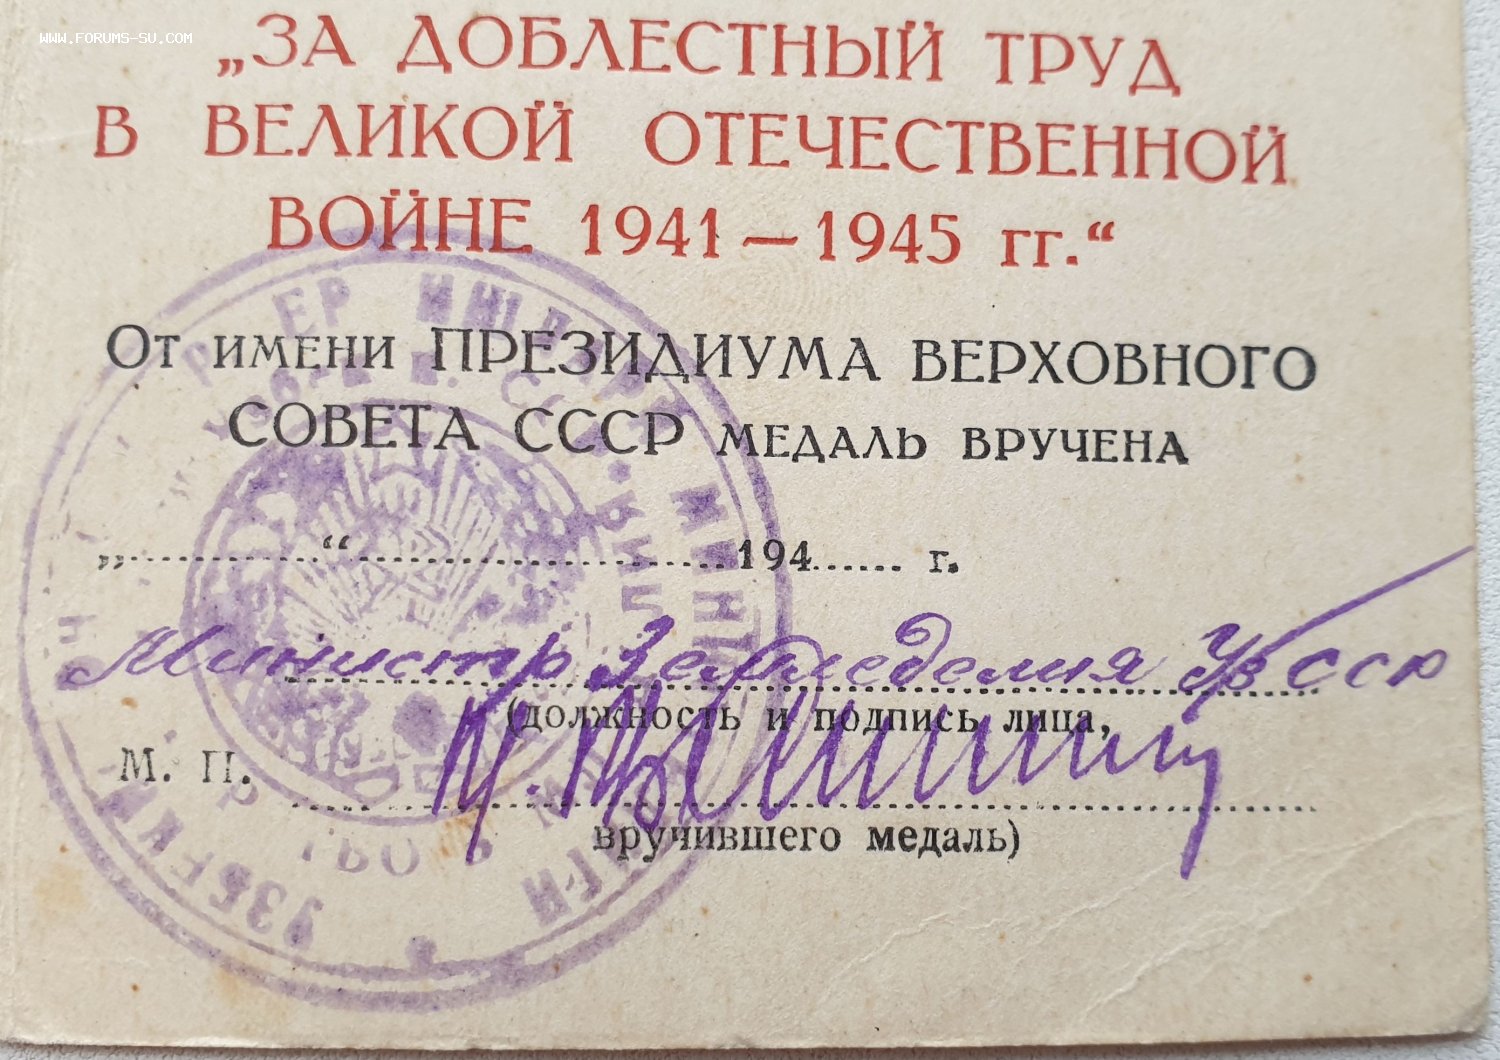 WWW.FORUMS-SU.COM
„ЗА ДОБЛЕСТНЫЙ ТРУД
В ВЕЛИКОЙ ОТЕЧЕСТВЕННОЙ
ВОЙНЕ 1941—1945 гг.“
От имени ПРЕЗИДИУМА ВЕРХОВНОГО
СОВЕТА СССР МЕДАЛЬ ВРУЧЕНА
„..............“..............................194...... г.
Министр Земледелия УзССР
(должность и подпись лица,
М. П.
вручившего медаль)